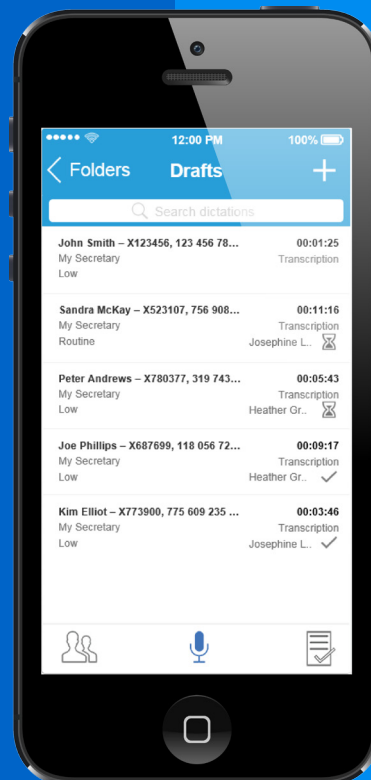 12:00 PM 100%
Folders Drafts
Search dictations
John Smith – X123456, 123 456 78... 00:01:25
My Secretary Transcription
Low
Sandra McKay – X523107, 756 908... 00:11:16
My Secretary Transcription
Routine Josephine L..
Peter Andrews – X780377, 319 743... 00:05:43
My Secretary Transcription
Low Heather Gr..
Joe Phillips – X687699, 118 056 72... 00:09:17
My Secretary Transcription
Low Heather Gr..
Kim Elliot – X773900, 775 609 235 ... 00:03:46
My Secretary Transcription
Low Josephine L..